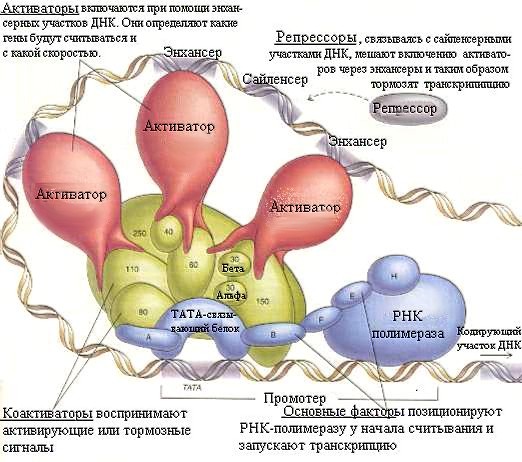 Активаторы включаются при помощи энхан-
серных участков ДНК. Они определяют какие
гены будут считываться и
с какой скоростью.
Энхансер
Сайленсер
Репрессоры, связываясь с сайленсерными
участками ДНК, мешают включению активато-
ров через энхансеры и таким образом
тормозят транскрипипцию
Репрессор
Энхансер
Активатор
Активатор
Активатор
250
40
110
60
30
Бета
30
Альфа
80
150
ТАТА-связы-
кающий белок
A
B
F
E
H
РНК
полимераза
Кодирующий
участок ДНК
TATA
Промотер
Коактиваторы воспринимают
активирующие или тормозные
сигналы
Основные факторы позиционируют
РНК-полимеразу у начала считывания и
запускают транскрипцию